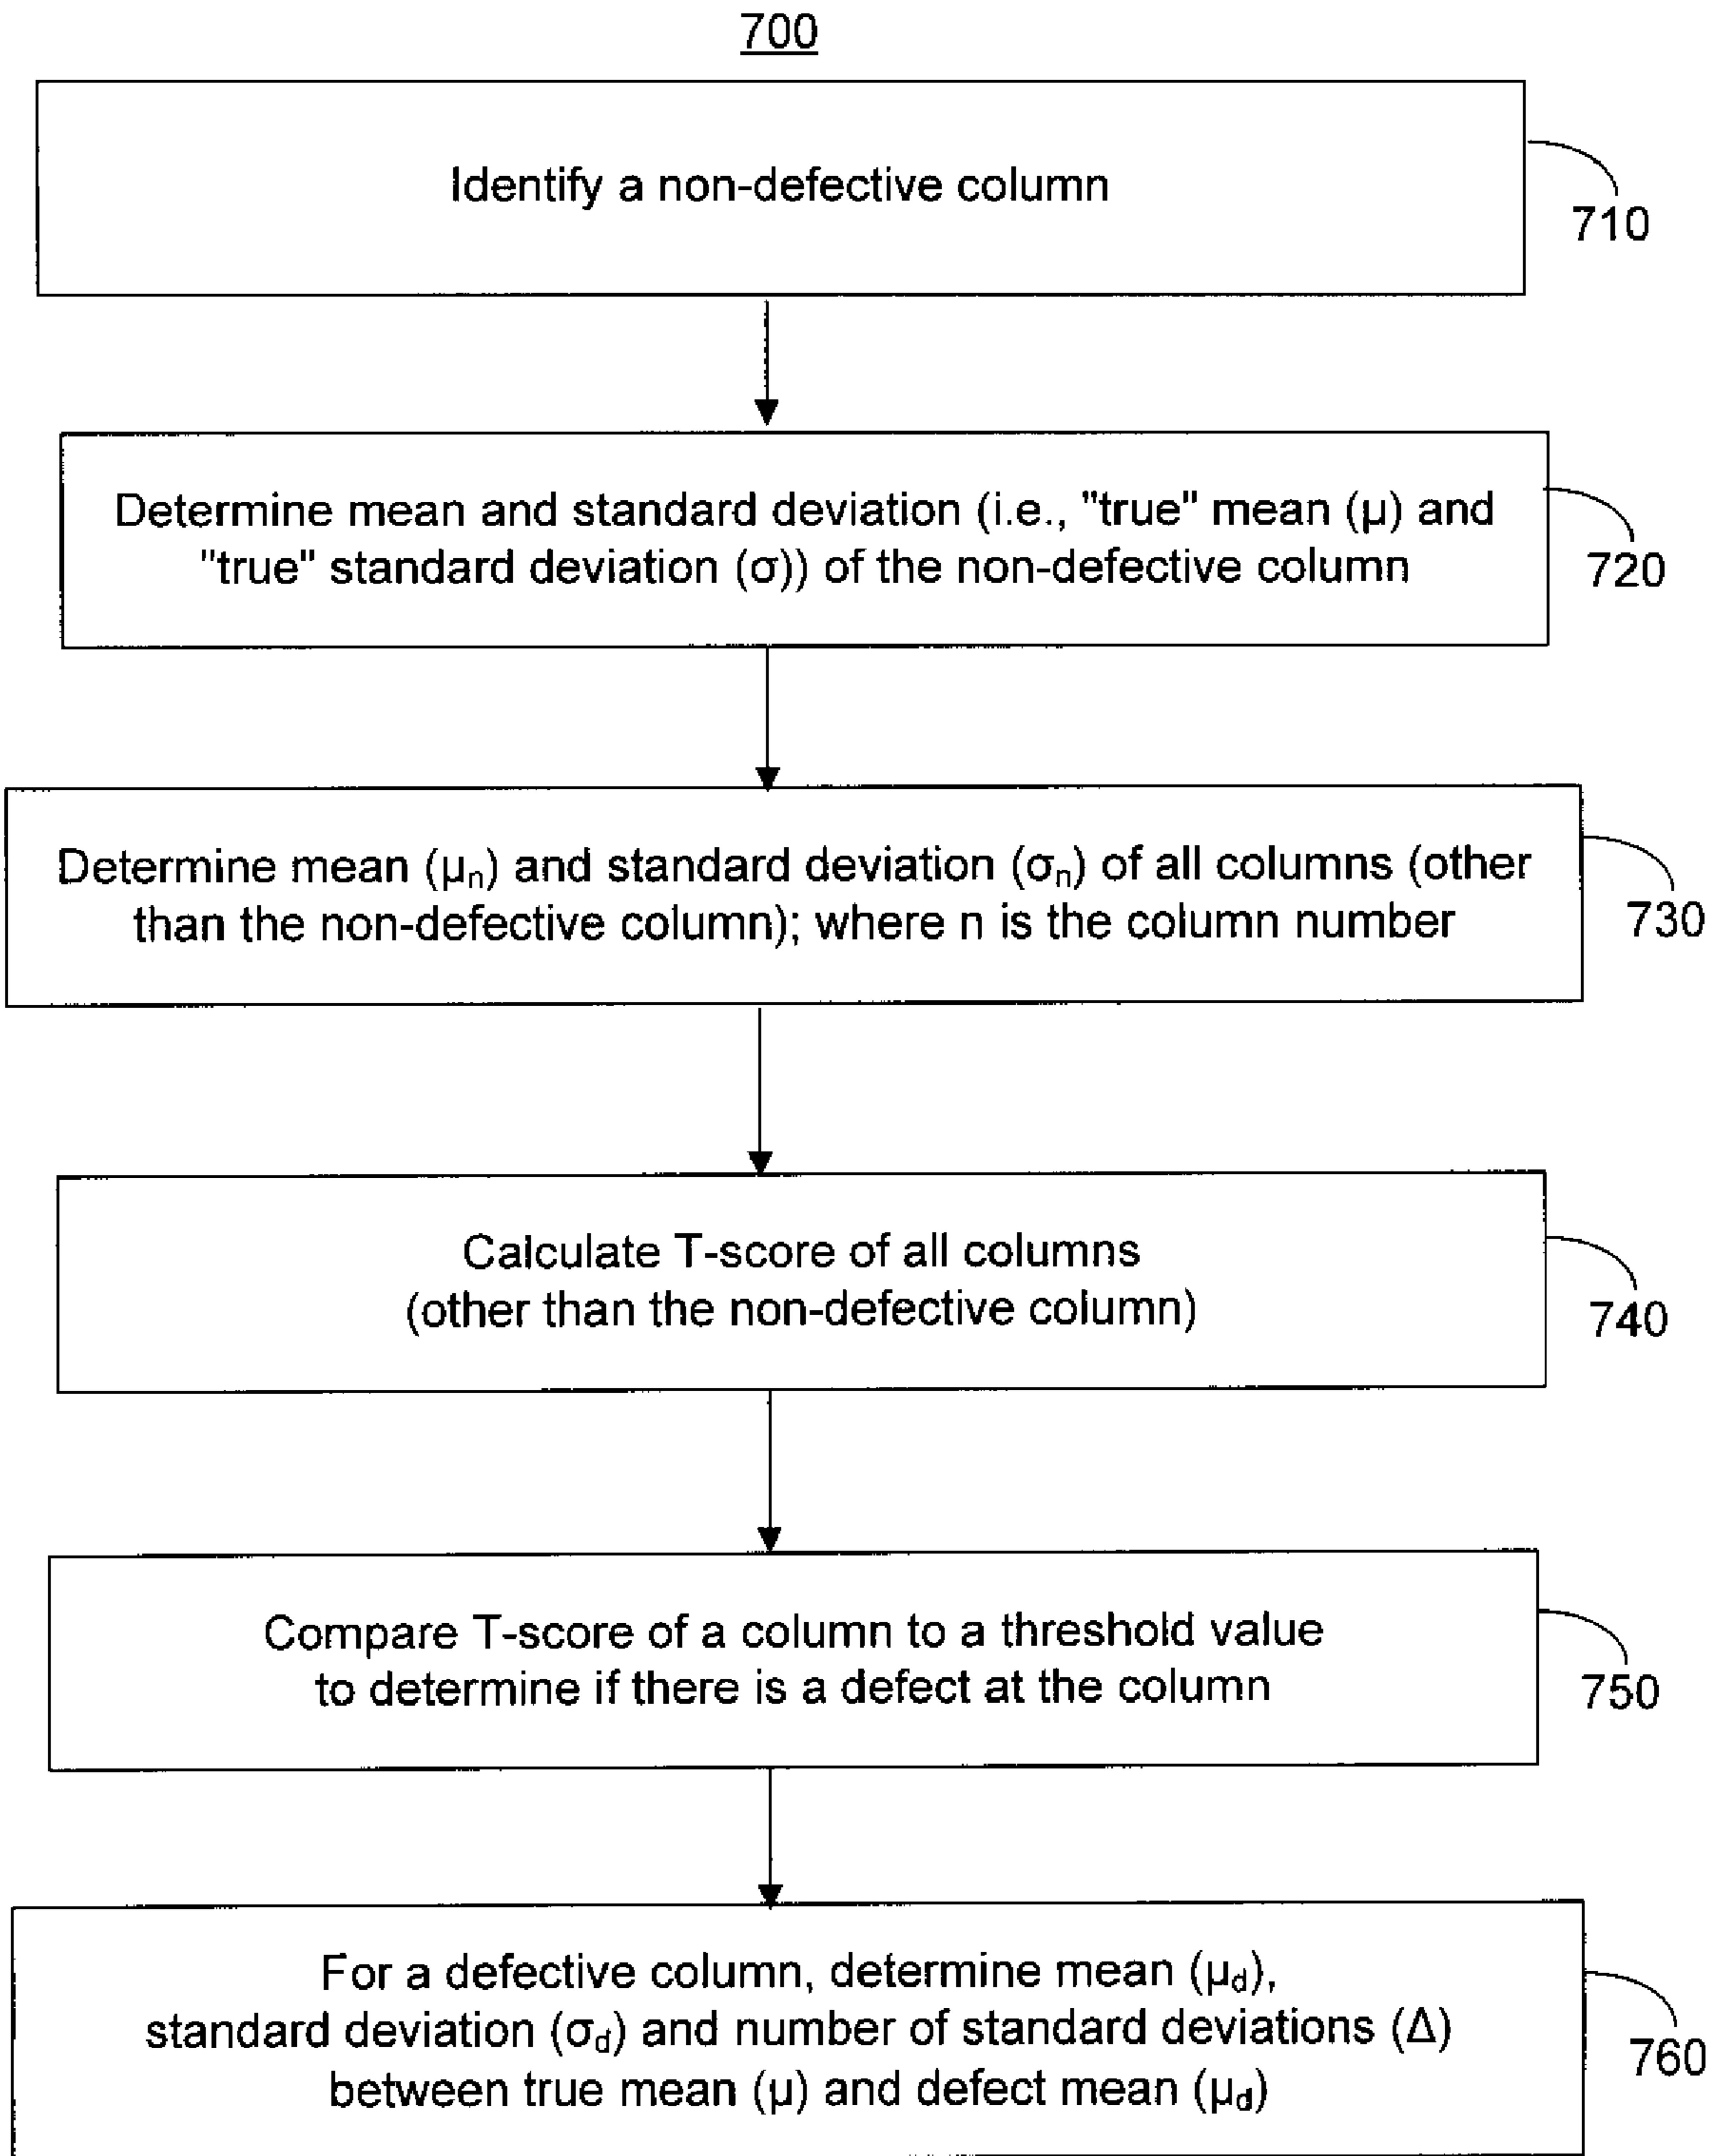 700
Identify a non-defective column
710
Determine mean and standard deviation (i.e., "true" mean (μ) and
"true" standard deviation (σ)) of the non-defective column
720
Determine mean (μn) and standard deviation (σn) of all columns (other
than the non-defective column); where n is the column number
730
Calculate T-score of all columns
(other than the non-defective column)
740
Compare T-score of a column to a threshold value
to determine if there is a defect at the column
750
For a defective column, determine mean (μd),
standard deviation (σd) and number of standard deviations (Δ)
between true mean (μ) and defect mean (μd)
760